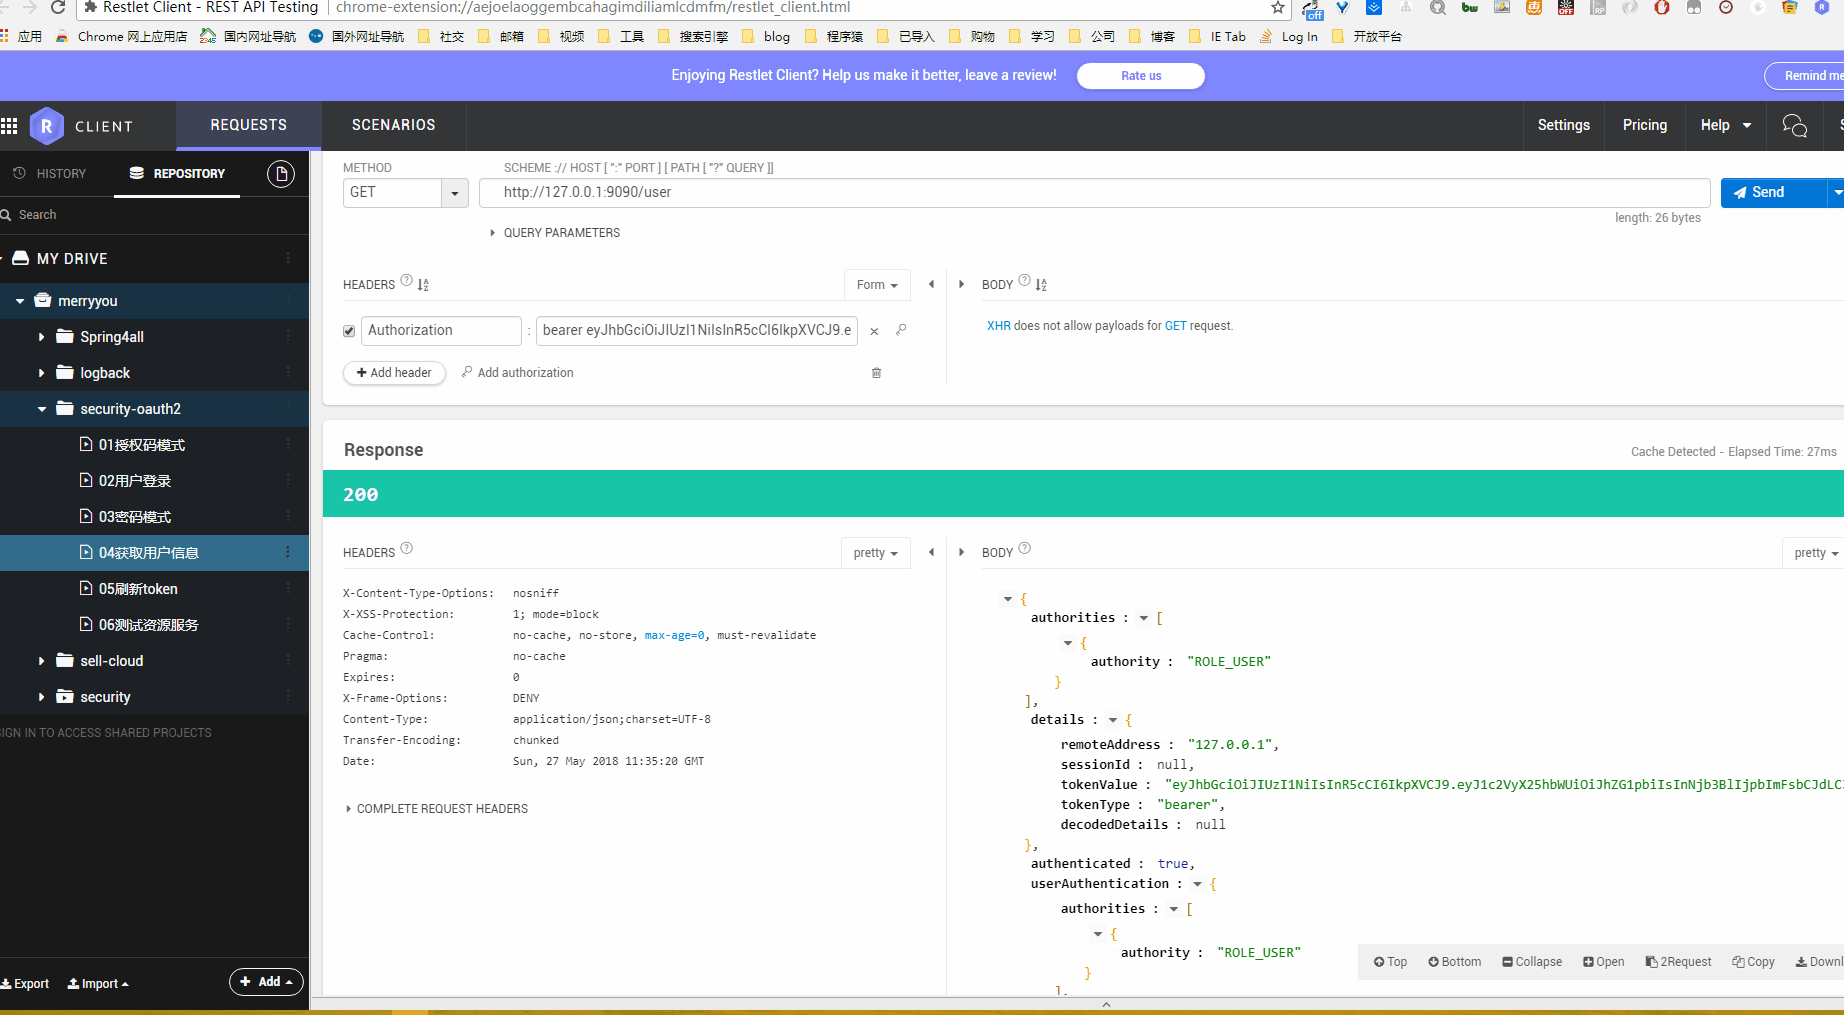 Restlet Client - REST API Testing
chrome-extension://aejoelaoggembcahagimdiliamlcdmfm/restlet_client.html
off
OFF
RP
bw
应用
Chrome 网上应用店
2345
国内网址导航
国外网址导航
社交
邮箱
视频
工具
搜索引擎
blog
程序猿
已导入
购物
学习
公司
博客
IE Tab
Log In
开放平台
Enjoying Restlet Client? Help us make it better, leave a review!
Rate us
Remind me
R
CLIENT
REQUESTS
SCENARIOS
Settings
Pricing
Help
HISTORY
REPOSITORY
Search
MY DRIVE
merryyou
Spring4all
logback
security-oauth2
01授权码模式
02用户登录
03密码模式
04获取用户信息
05刷新token
06测试资源服务
sell-cloud
security
IGN IN TO ACCESS SHARED PROJECTS
Export
Import
+ Add
METHOD
SCHEME :// HOST [ ":" PORT ] [ PATH [ "?" QUERY ]]
GET
http://127.0.0.1:9090/user
Send
length: 26 bytes
QUERY PARAMETERS
HEADERS
Form
BODY
Authorization
:
bearer eyJhbGciOiJIUzI1NiIsInR5cCI6IkpXVCJ9.e
XHR does not allow payloads for GET request.
+ Add header
Add authorization
Response
Cache Detected - Elapsed Time: 27ms
200
HEADERS
pretty
BODY
pretty
X-Content-Type-Options: nosniff
X-XSS-Protection: 1; mode=block
Cache-Control: no-cache, no-store, max-age=0, must-revalidate
Pragma: no-cache
Expires: 0
X-Frame-Options: DENY
Content-Type: application/json;charset=UTF-8
Transfer-Encoding: chunked
Date: Sun, 27 May 2018 11:35:20 GMT
COMPLETE REQUEST HEADERS
{
authorities : [
{
authority : "ROLE_USER"
}
],
details : {
remoteAddress : "127.0.0.1",
sessionId : null,
tokenValue : "eyJhbGciOiJIUzI1NiIsInR5cCI6IkpXVCJ9.eyJ1c2VyX25hbWUiOiJhZG1pbiIsInNjb3BlIjpbImFsbCJdLCJ
tokenType : "bearer",
decodedDetails : null
},
authenticated : true,
userAuthentication : {
authorities : [
{
authority : "ROLE_USER"
}
],
Top
Bottom
Collapse
Open
2Request
Copy
Downl